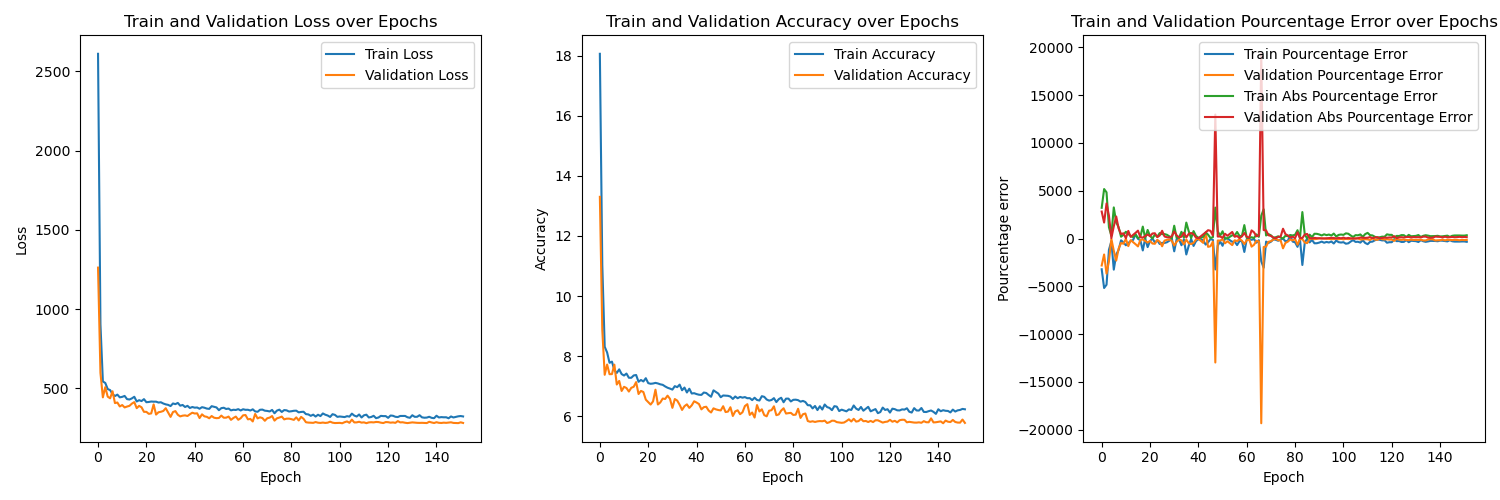 Train and Validation Loss over Epochs
Train Loss
Validation Loss
2500
2000
1500
1000
500
Loss
0 20 40 60 80 100 120 140
Epoch
Train and Validation Accuracy over Epochs
Train Accuracy
Validation Accuracy
18
16
14
12
10
8
6
Accuracy
0 20 40 60 80 100 120 140
Epoch
Train and Validation Pourcentage Error over Epochs
Train Pourcentage Error
Validation Pourcentage Error
Train Abs Pourcentage Error
Validation Abs Pourcentage Error
20000
15000
10000
5000
0
−5000
−10000
−15000
−20000
Pourcentage error
0 20 40 60 80 100 120 140
Epoch